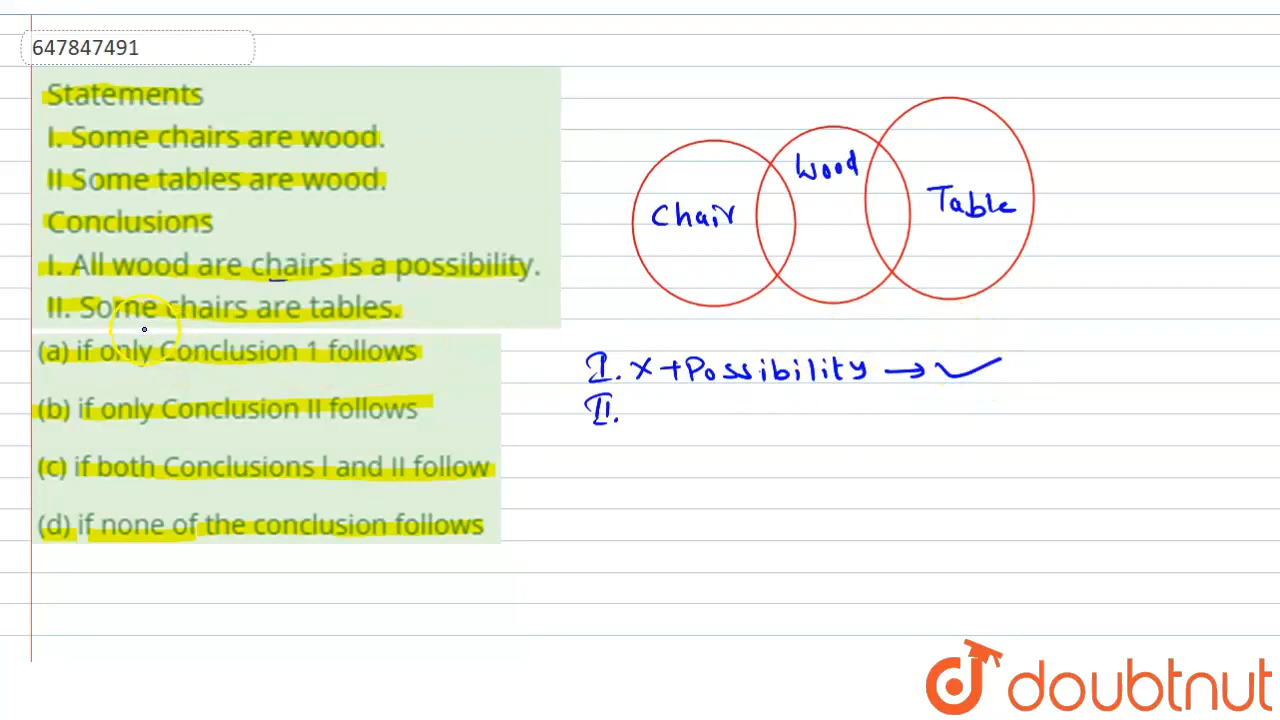 647847491
Statements
I. Some chairs are wood.
II Some tables are wood.
Conclusions
I. All wood are chairs is a possibility.
II. Some chairs are tables.
(a) if only Conclusion 1 follows
(b) if only Conclusion II follows
(c) if both Conclusions l and II follow
(d) if none of the conclusion follows
Chair
Wood
Table
I. x + Possibility → ✓
II.
doubtnut